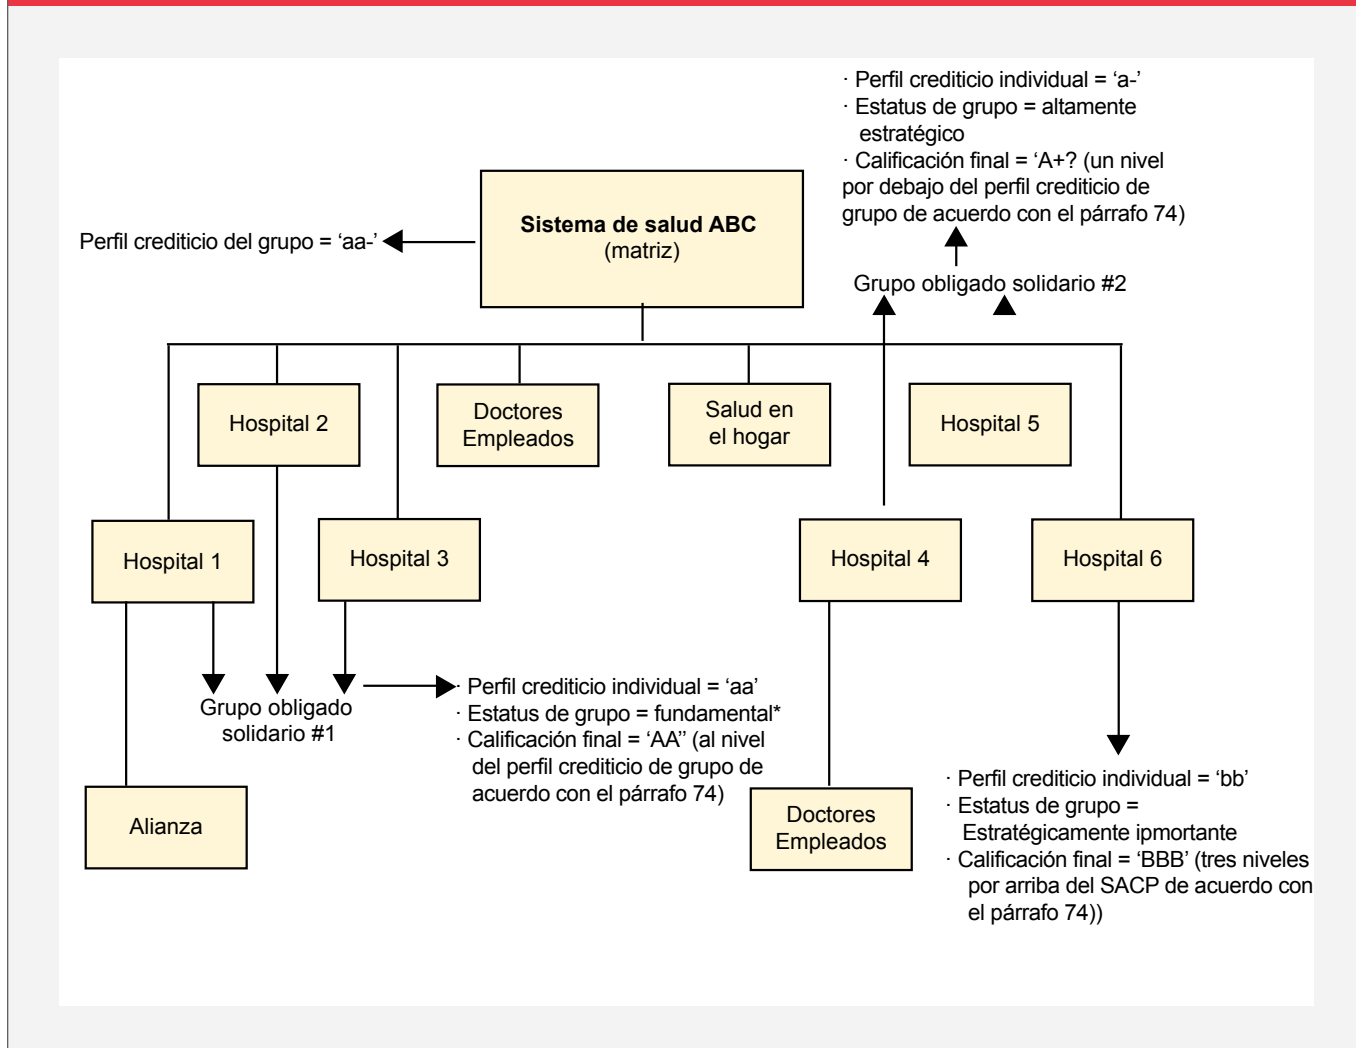 · Perfil crediticio individual = ‘a-’
· Estatus de grupo = altamente
estratégico
· Calificación final = ‘A+? (un nivel
por debajo del perfil crediticio de
grupo de acuerdo con el párrafo 74)
Sistema de salud ABC
(matriz)
Perfil crediticio del grupo = ‘aa-’
Grupo obligado solidario #2
Hospital 2
Doctores
Empleados
Salud en
el hogar
Hospital 5
Hospital 1
Hospital 3
Hospital 4
Hospital 6
Grupo obligado
solidario #1
· Perfil crediticio individual = ‘aa’
· Estatus de grupo = fundamental*
· Calificación final = ‘AA’’ (al nivel
del perfil crediticio de grupo de
acuerdo con el párrafo 74)
Alianza
Doctores
Empleados
· Perfil crediticio individual = ‘bb’
· Estatus de grupo =
Estratégicamente ipmortante
· Calificación final = ‘BBB’ (tres niveles
por arriba del SACP de acuerdo con
el párrafo 74))